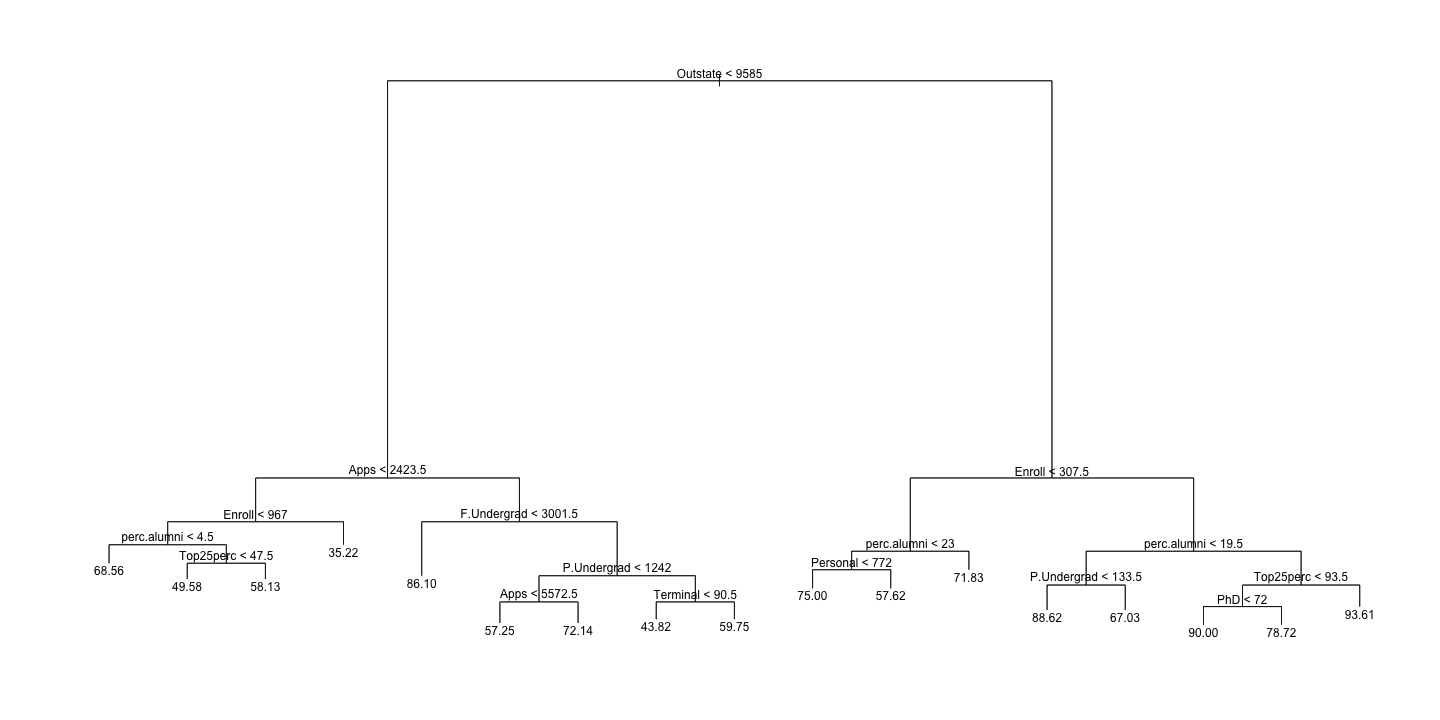 Outstate < 9585
Apps < 2423.5
Enroll < 307.5
Enroll < 967
F.Undergrad < 3001.5
perc.alumni < 4.5
68.56
Top25perc < 47.5
49.58
58.13
35.22
86.10
P.Undergrad < 1242
Apps < 5572.5
57.25
72.14
Terminal < 90.5
43.82
59.75
perc.alumni < 23
Personal < 772
75.00
57.62
71.83
perc.alumni < 19.5
P.Undergrad < 133.5
88.62
67.03
Top25perc < 93.5
PhD < 72
90.00
78.72
93.61